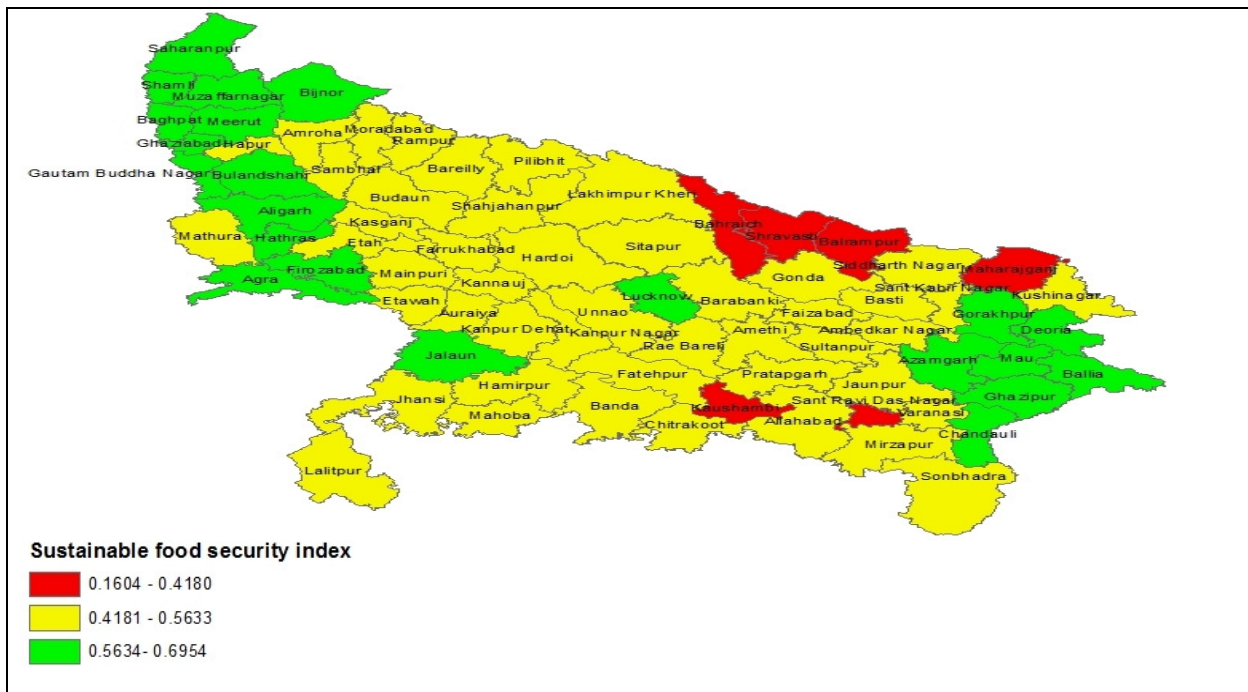 Saharanpur
Shamli
Muzaffarnagar
Bijnor
Baghpat
Meerut
Ghaziabad
Hapur
Amroha
Moradabad
Rampur
Gautam Buddha Nagar
Bulandshahr
Sambhal
Bareilly
Pilibhit
Budaun
Shahjahanpur
Lakhimpur Kheri
Aligarh
Mathura
Hathras
Kasganj
Etah
Farrukhabad
Hardoi
Sitapur
Bahraich
Shravasti
Balrampur
Agra
Firozabad
Mainpuri
Kannauj
Gonda
Siddharth Nagar
Maharajganj
Sant Kabir Nagar
Kushinagar
Etawah
Auraiya
Unnao
Lucknow
Barabanki
Faizabad
Basti
Gorakhpur
Deoria
Kanpur Dehat
Kanpur Nagar
Rae Bareli
Amethi
Sultanpur
Ambedkar Nagar
Azamgarh
Mau
Ballia
Jalaun
Hamirpur
Fatehpur
Pratapgarh
Jaunpur
Ghazipur
Jhansi
Mahoba
Banda
Kaushambi
Sant Ravi Das Nagar
Varanasi
Chitrakoot
Allahabad
Mirzapur
Chandauli
Lalitpur
Sonbhadra
Sustainable food security index
0.1604 - 0.4180
0.4181 - 0.5633
0.5634- 0.6954